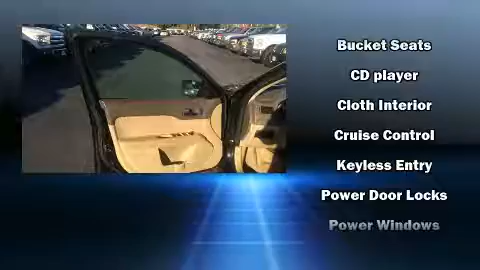 Bucket Seats
CD player
Cloth Interior
Cruise Control
Keyless Entry
Power Door Locks
Power Windows